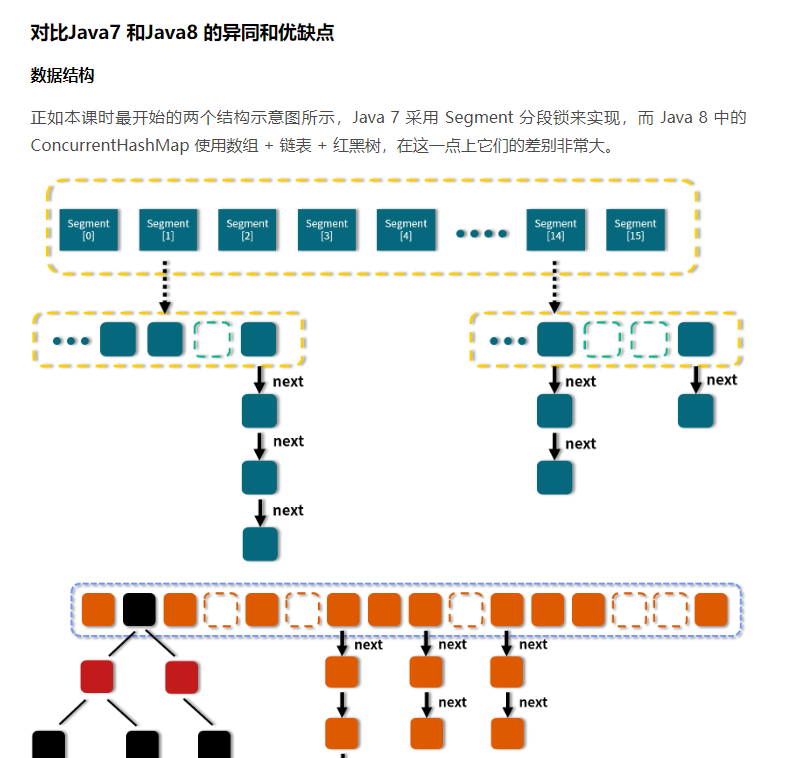 对比Java7 和Java8 的异同和优缺点
数据结构
正如本课时最开始的两个结构示意图所示，Java 7 采用 Segment 分段锁来实现，而 Java 8 中的
ConcurrentHashMap 使用数组 + 链表 + 红黑树，在这一点上它们的差别非常大。
Segment [0]
Segment [1]
Segment [2]
Segment [3]
Segment [4]
Segment [14]
Segment [15]
next
next
next
next
next
next
next
next
next
next
next
next